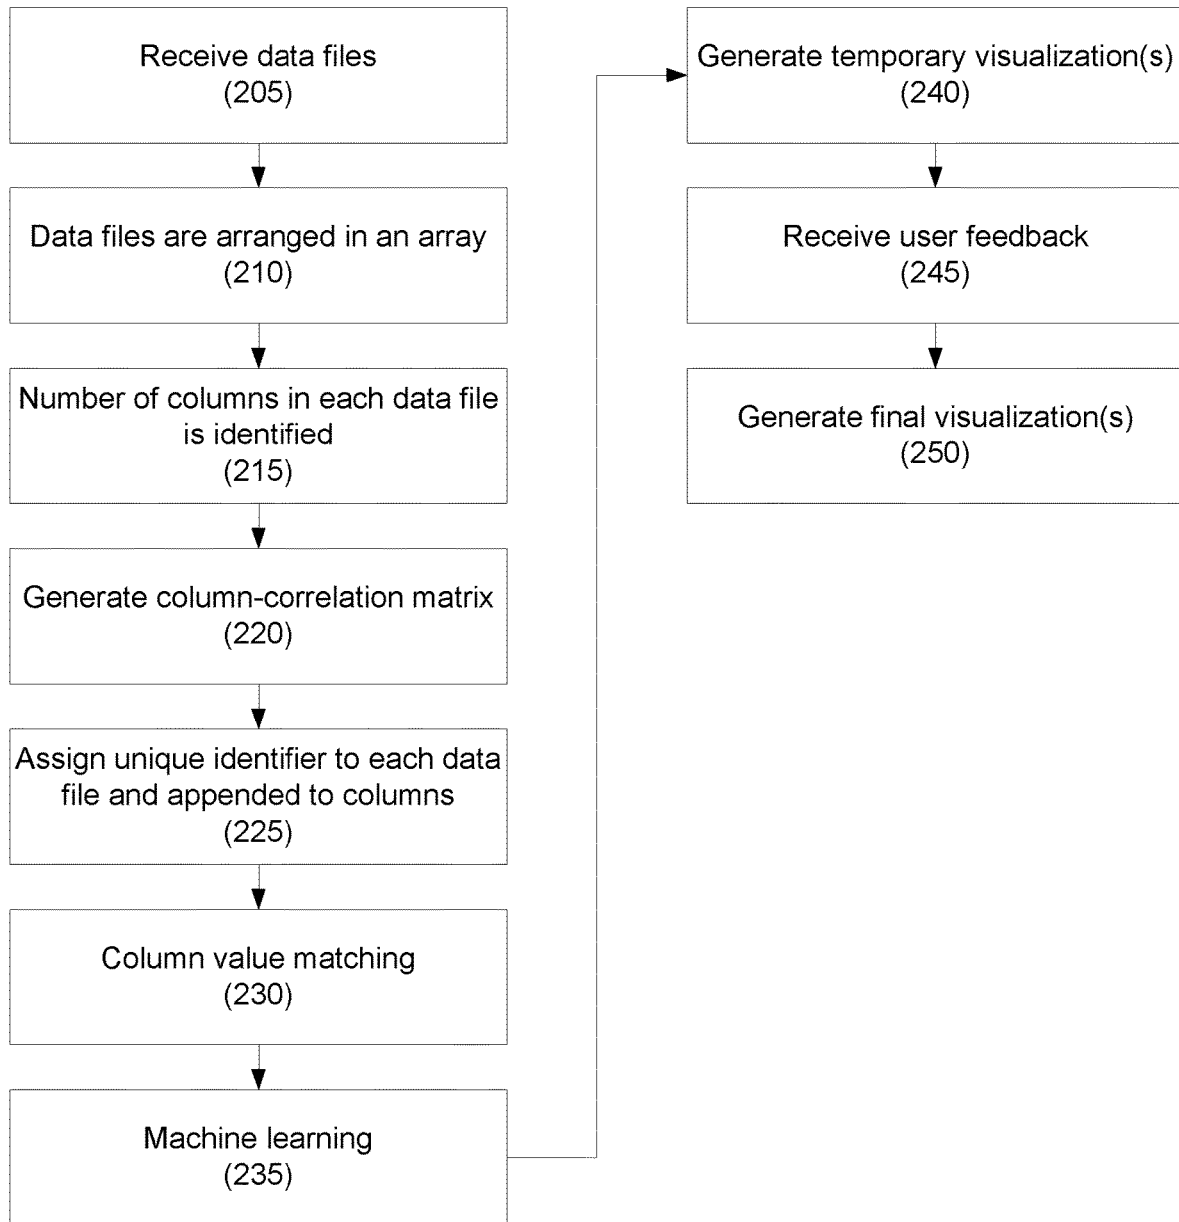 Receive data files
(205)
Data files are arranged in an array
(210)
Number of columns in each data file
is identified
(215)
Generate column-correlation matrix
(220)
Assign unique identifier to each data
file and appended to columns
(225)
Column value matching
(230)
Machine learning
(235)
Generate temporary visualization(s)
(240)
Receive user feedback
(245)
Generate final visualization(s)
(250)